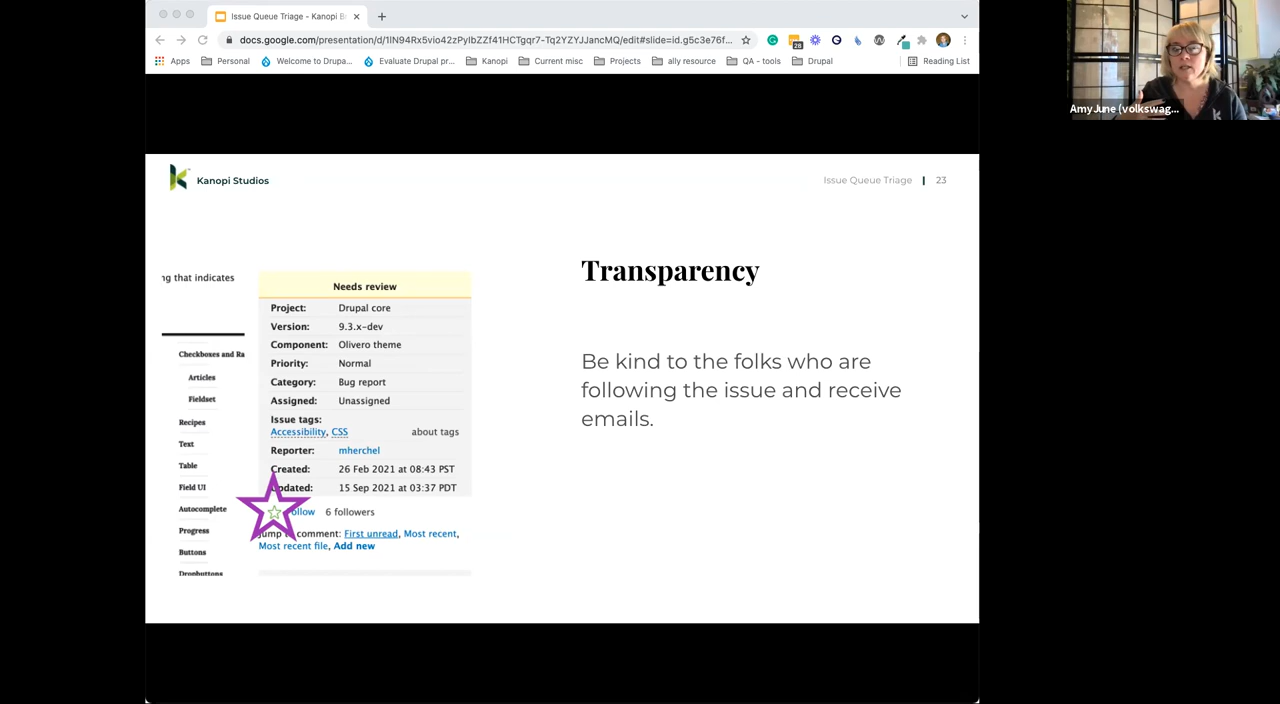 Issue Queue Triage - Kanopi B
docs.google.com/presentation/d/1lN94Rx5vio42zPyIbZZf41HCTgqr7-Tq2YZYJJancMQ/edit#slide=id.g5c3e76f...
28
Apps Personal Welcome to Drupa... Evaluate Drupal pr... Kanopi Current misc Projects ally resource QA - tools Drupal Reading List
AmyJune (volkswag...
Kanopi Studios
Issue Queue Triage | 23
Transparency
Be kind to the folks who are
following the issue and receive
emails.
ng that indicates
Checkboxes and Ra
Articles
Fieldset
Recipes
Text
Table
Field UI
Autocomplete
Progress
Buttons
Dropbuttons
Needs review
Project: Drupal core
Version: 9.3.x-dev
Component: Olivero theme
Priority: Normal
Category: Bug report
Assigned: Unassigned
Issue tags:
Accessibility, CSS about tags
Reporter: mherchel
Created: 26 Feb 2021 at 08:43 PST
Updated: 15 Sep 2021 at 03:37 PDT
ollow 6 followers
Jump to comment: First unread, Most recent,
Most recent file, Add new